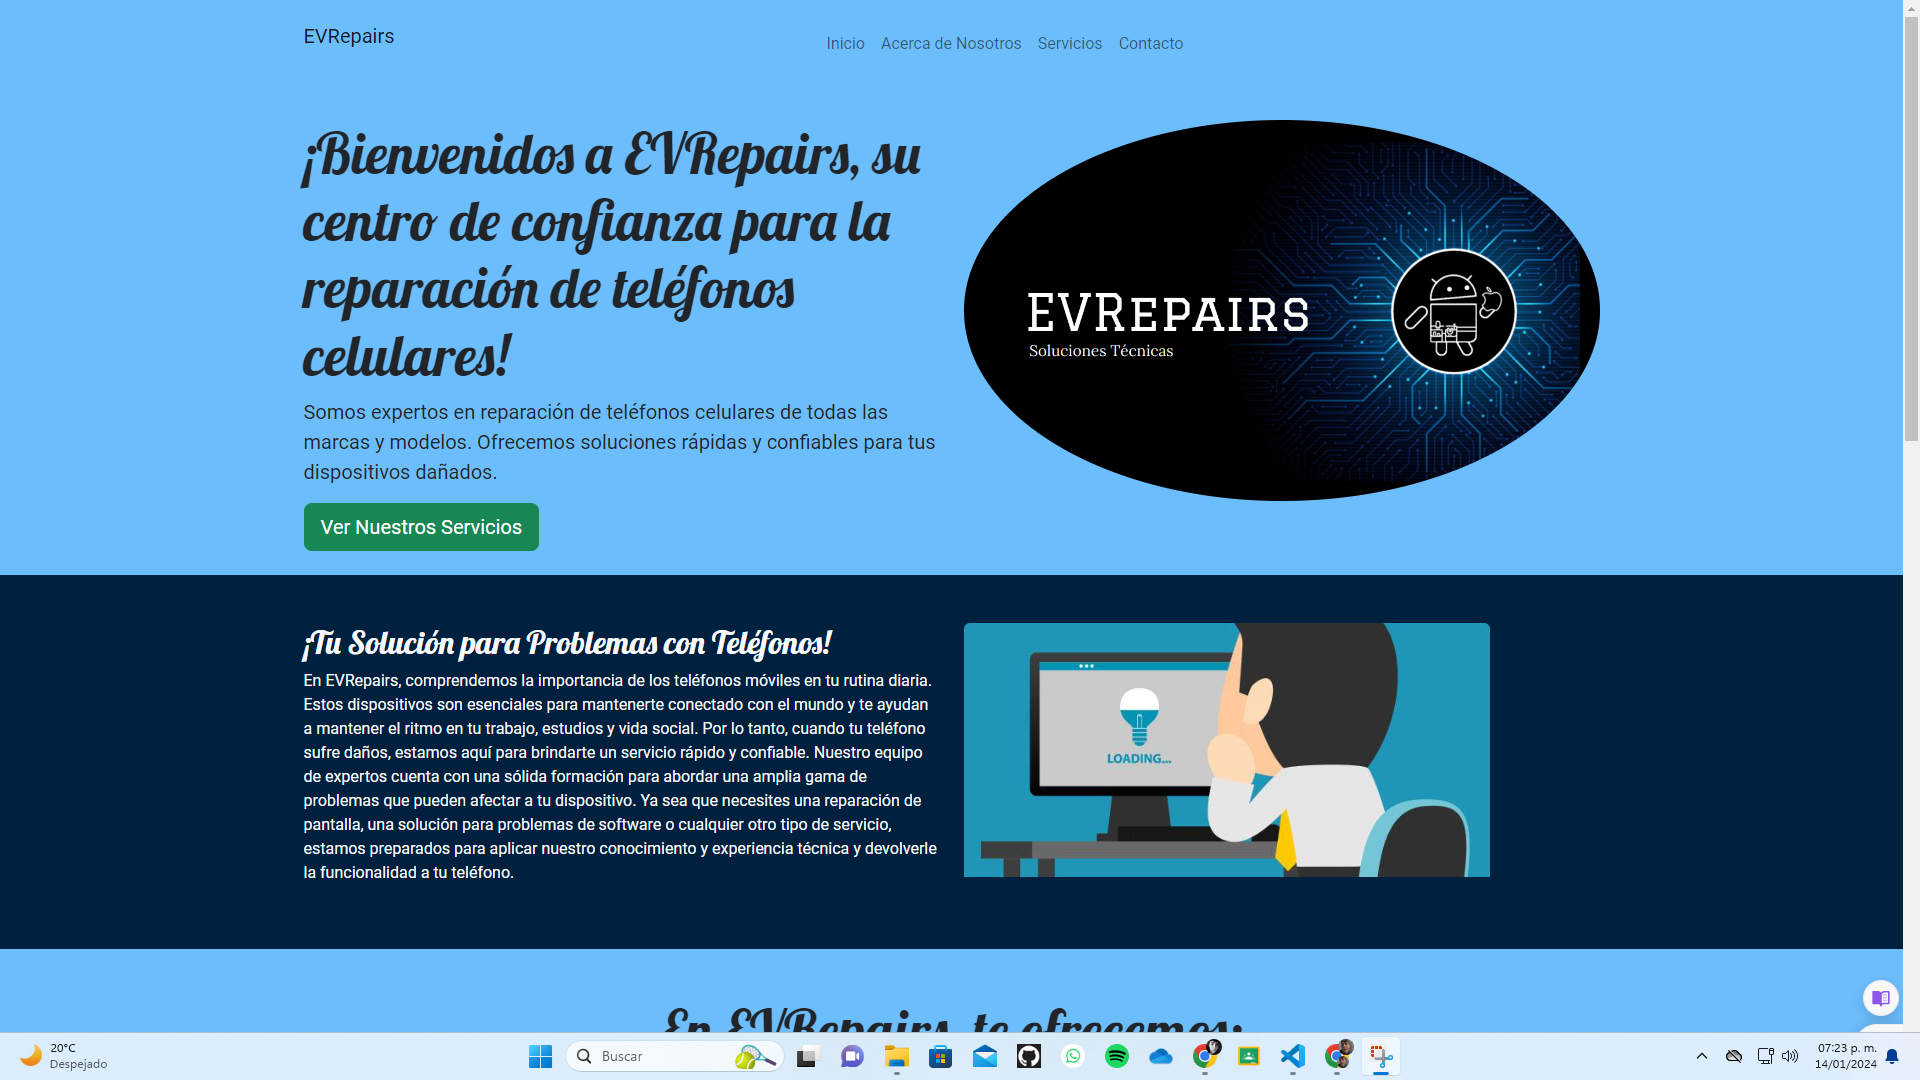 EVRepairs
Inicio Acerca de Nosotros Servicios Contacto
¡Bienvenidos a EVRepairs, su
centro de confianza para la
reparación de teléfonos
celulares!
Somos expertos en reparación de teléfonos celulares de todas las
marcas y modelos. Ofrecemos soluciones rápidas y confiables para tus
dispositivos dañados.
Ver Nuestros Servicios
EVREPAIRS
Soluciones Técnicas
¡Tu Solución para Problemas con Teléfonos!
En EVRepairs, comprendemos la importancia de los teléfonos móviles en tu rutina diaria.
Estos dispositivos son esenciales para mantenerte conectado con el mundo y te ayudan
a mantener el ritmo en tu trabajo, estudios y vida social. Por lo tanto, cuando tu teléfono
sufre daños, estamos aquí para brindarte un servicio rápido y confiable. Nuestro equipo
de expertos cuenta con una sólida formación para abordar una amplia gama de
problemas que pueden afectar a tu dispositivo. Ya sea que necesites una reparación de
pantalla, una solución para problemas de software o cualquier otro tipo de servicio,
estamos preparados para aplicar nuestro conocimiento y experiencia técnica y devolverle
la funcionalidad a tu teléfono.
LOADING...
En EVRepairs, te ofrecemos:
20°C
Despejado
Buscar
07:23 p. m.
14/01/2024